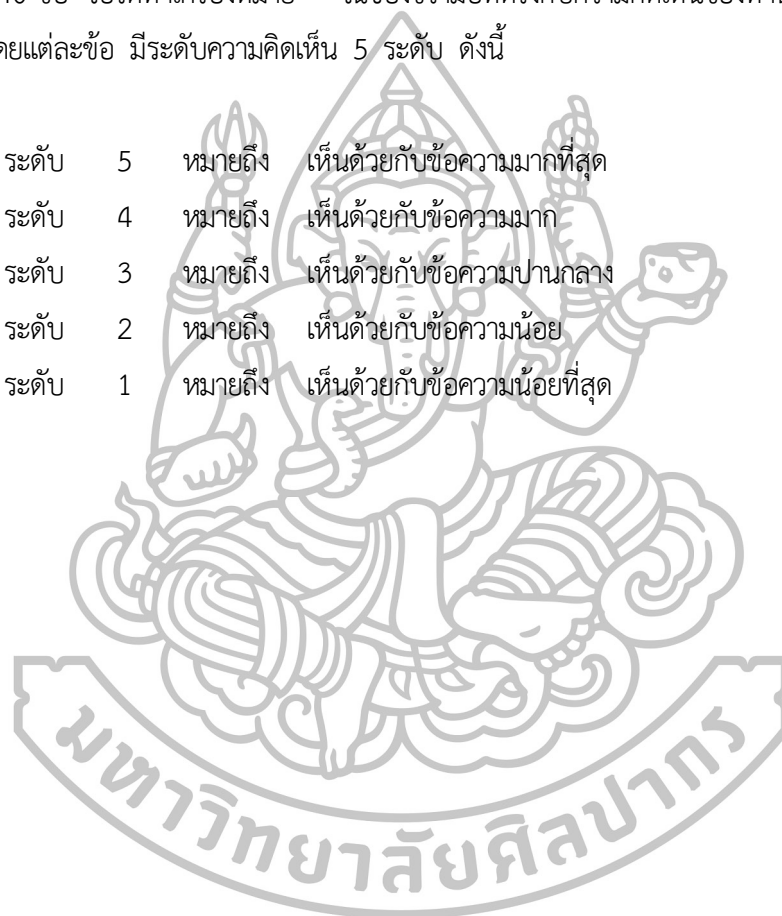 โดยแต่ละข้อ มีระดับความคิดเห็น 5 ระดับ ดังนี้
ระดับ 5 หมายถึง เห็นด้วยกับข้อความมากที่สุด
ระดับ 4 หมายถึง เห็นด้วยกับข้อความมาก
ระดับ 3 หมายถึง เห็นด้วยกับข้อความปานกลาง
ระดับ 2 หมายถึง เห็นด้วยกับข้อความน้อย
ระดับ 1 หมายถึง เห็นด้วยกับข้อความน้อยที่สุด
มหาวิทยาลัยศิลปากร